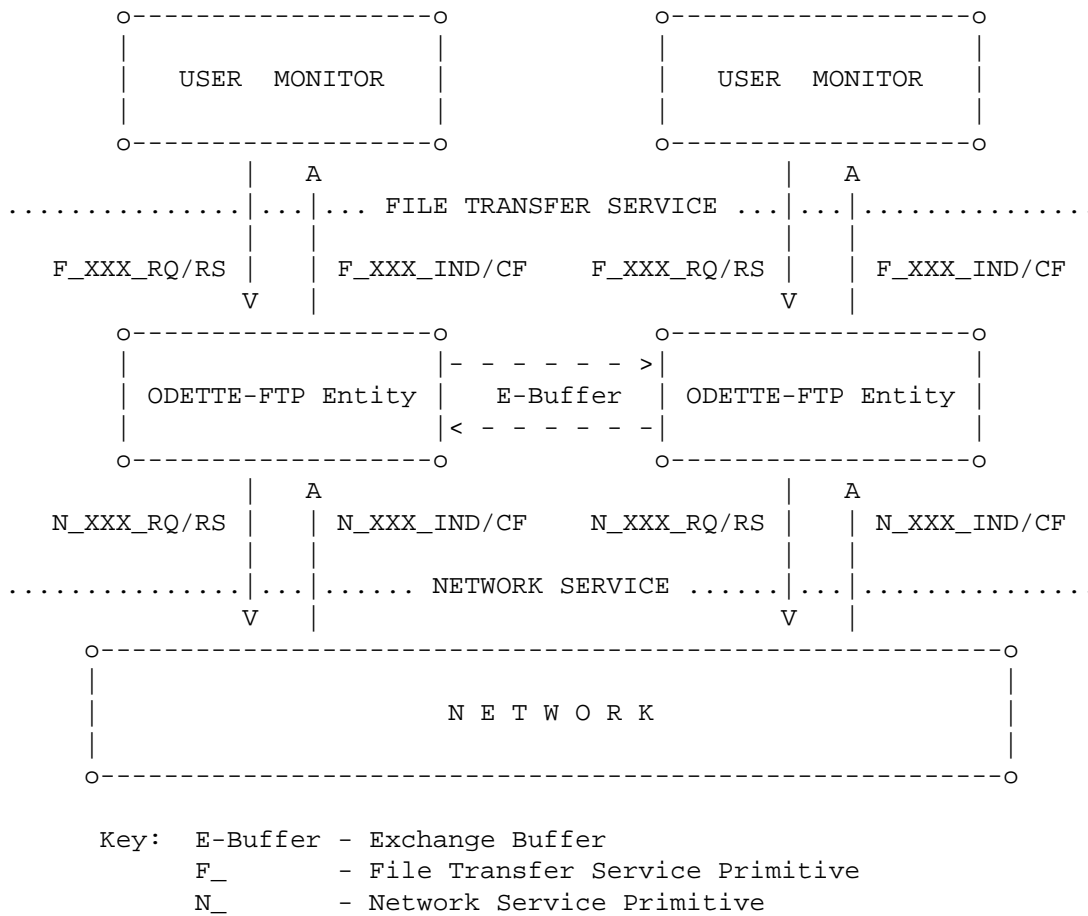 USER MONITOR USER MONITOR
A A
FILE TRANSFER SERVICE
F_XXX_RQ/RS F_XXX_IND/CF F_XXX_RQ/RS F_XXX_IND/CF
V V
ODETTE-FTP Entity E-Buffer ODETTE-FTP Entity
A A
N_XXX_RQ/RS N_XXX_IND/CF N_XXX_RQ/RS N_XXX_IND/CF
NETWORK SERVICE
V V
N E T W O R K
Key: E-Buffer - Exchange Buffer
F_ - File Transfer Service Primitive
N_ - Network Service Primitive